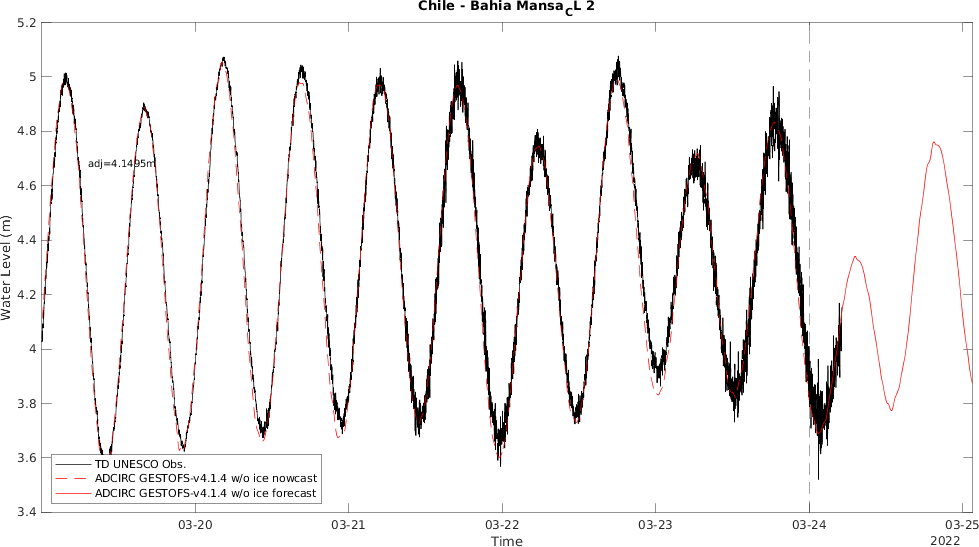 Chile - Bahia Mansa_CL 2
5.2
5
4.8
4.6
4.4
4.2
4
3.8
3.6
3.4
Water Level (m)
adj=4.1495m
TD UNESCO Obs.
ADCIRC GESTOFS-v4.1.4 w/o ice nowcast
ADCIRC GESTOFS-v4.1.4 w/o ice forecast
03-20
03-21
03-22
03-23
03-24
03-25
Time
2022